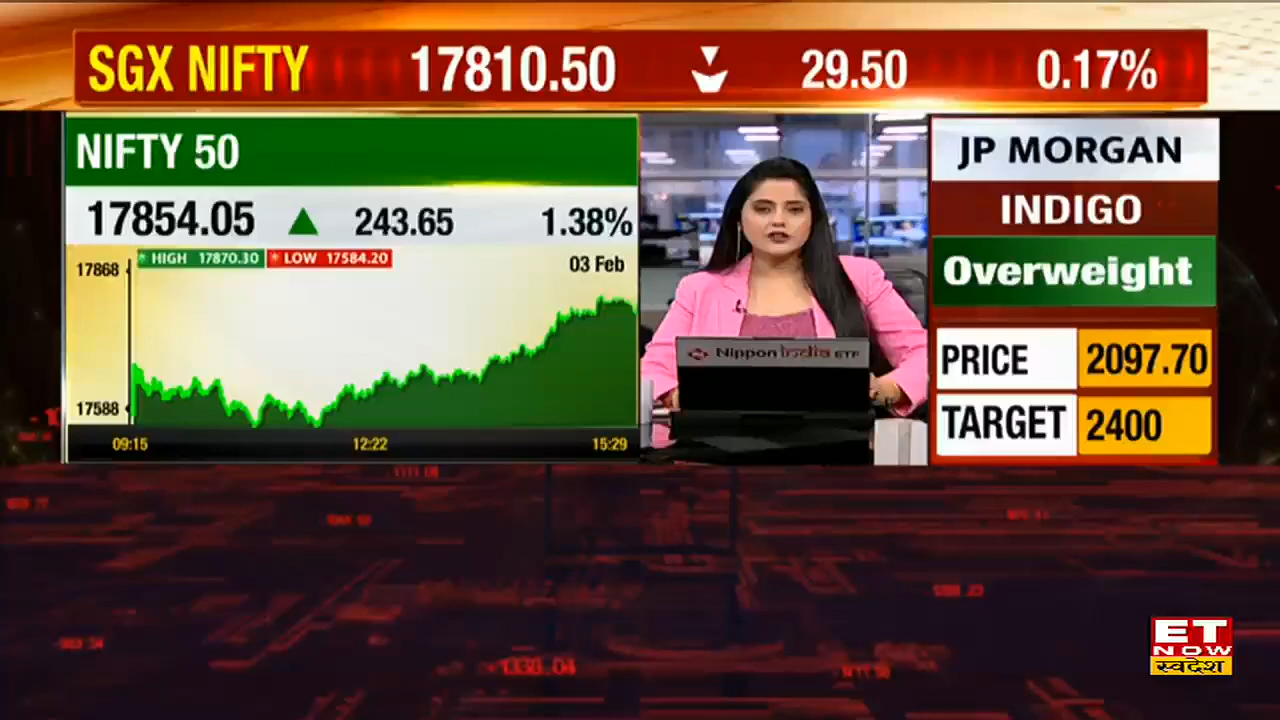 SGX NIFTY 17810.50 29.50 0.17%
NIFTY 50
17854.05 ▲ 243.65 1.38%
HIGH 17870.30 LOW 17584.20
03 Feb
17868
17588
09:15 12:22 15:29
Nippon india ETF
JP MORGAN
INDIGO
Overweight
PRICE 2097.70
TARGET 2400
ET
NOW
स्वदेश